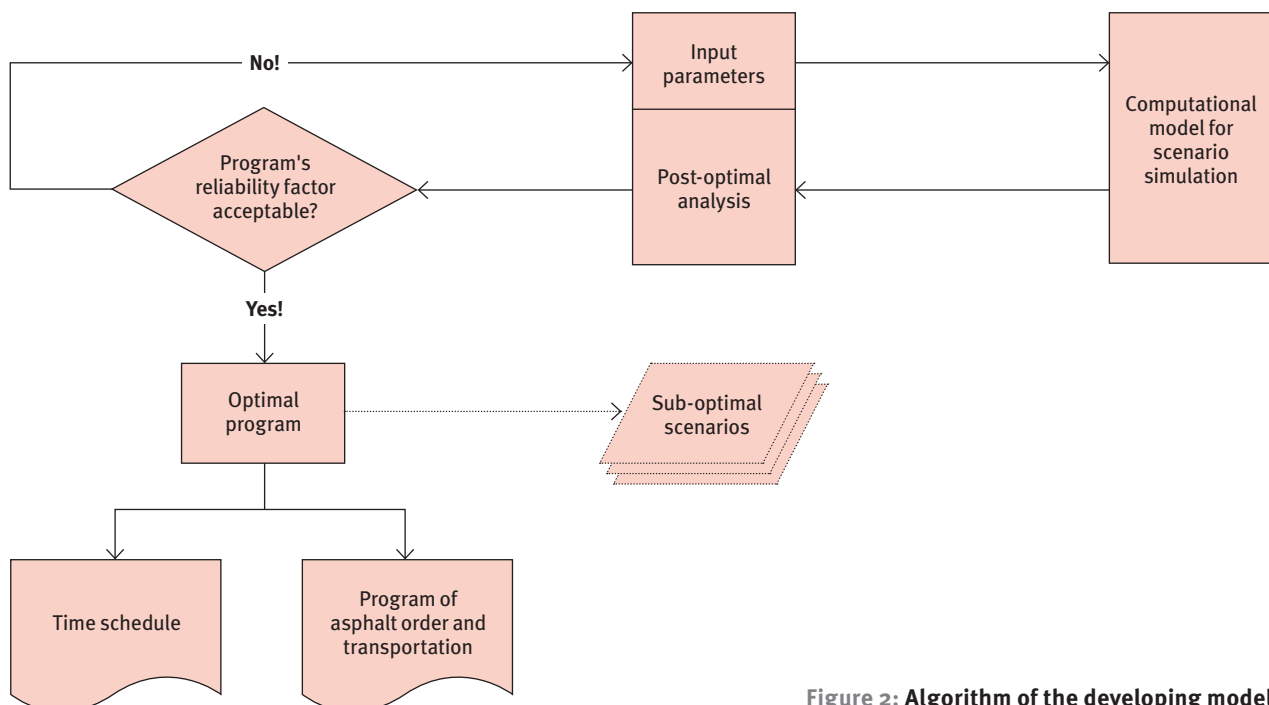 No!
Input
parameters
Computational
model for
scenario
simulation
Program's
reliability factor
acceptable?
Post-optimal
analysis
Yes!
Optimal
program
Sub-optimal
scenarios
Time schedule
Program of
asphalt order and
transportation
Figure 2: Algorithm of the developing model